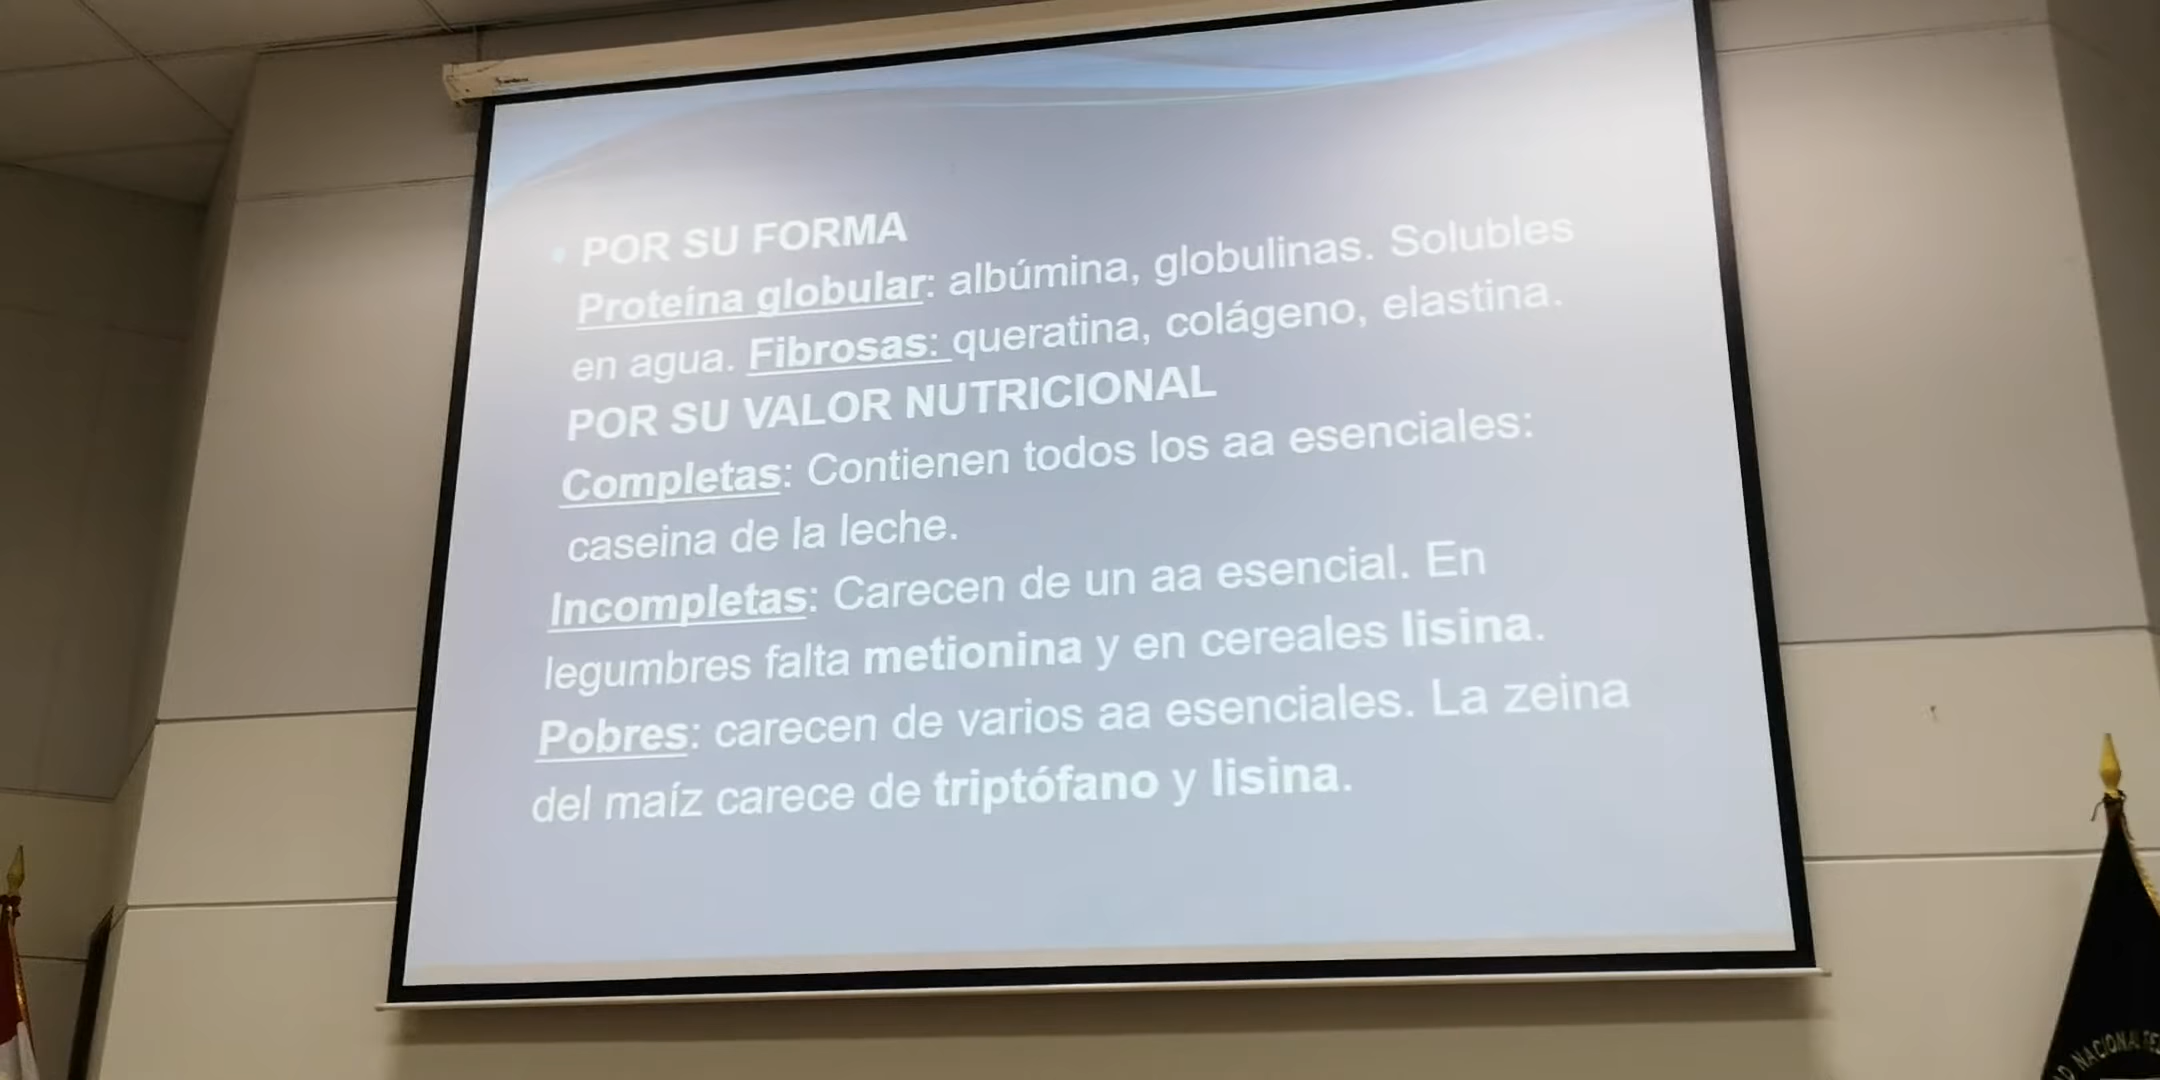 • POR SU FORMA
Proteína globular: albúmina, globulinas. Solubles
en agua. Fibrosas: queratina, colágeno, elastina.
POR SU VALOR NUTRICIONAL
Completas: Contienen todos los aa esenciales:
caseina de la leche.
Incompletas: Carecen de un aa esencial. En
legumbres falta metionina y en cereales lisina.
Pobres: carecen de varios aa esenciales. La zeina
del maíz carece de triptófano y lisina.
NACIONAL